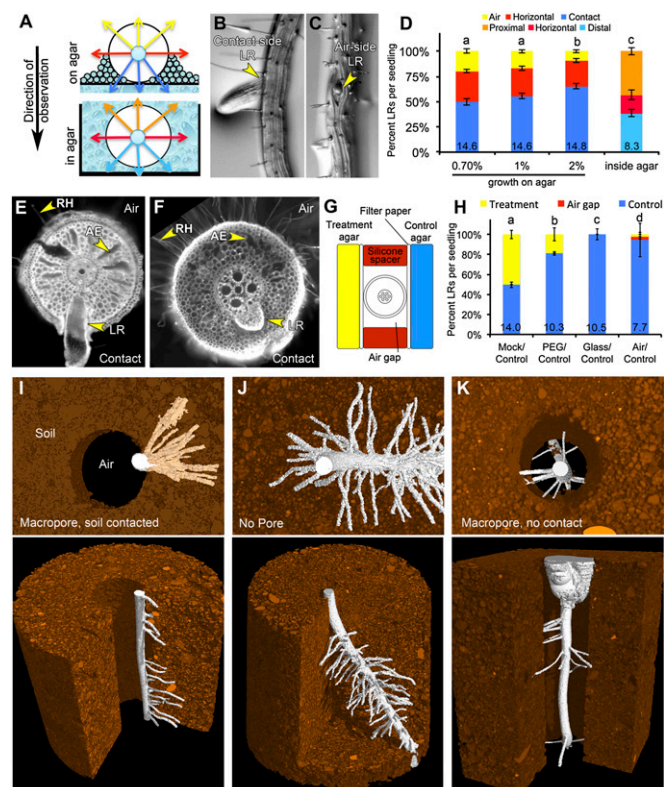 A
Direction of
observation
on agar
in agar
B
Contact-side
LR
C
Air-side
LR
D
Air
Horizontal
Contact
Proximal
Horizontal
Distal
Percent LRs per seedling
100%
75%
50%
25%
0%
a
a
b
c
14.6
14.6
14.8
8.3
0.70%
1%
2%
inside agar
growth on agar
E
RH
Air
AE
LR
Contact
F
RH
AE
Air
LR
Contact
G
Filter paper
Treatment
agar
Control
agar
Silicone
spacer
Air gap
H
Treatment
Air gap
Control
Percent LRs per seedling
100%
75%
50%
25%
0%
a
b
c
d
14.0
10.3
10.5
7.7
Mock/
Control
PEG/
Control
Glass/
Control
Air/
Control
I
Soil
Air
Macropore, soil contacted
J
No Pore
K
Macropore, no contact